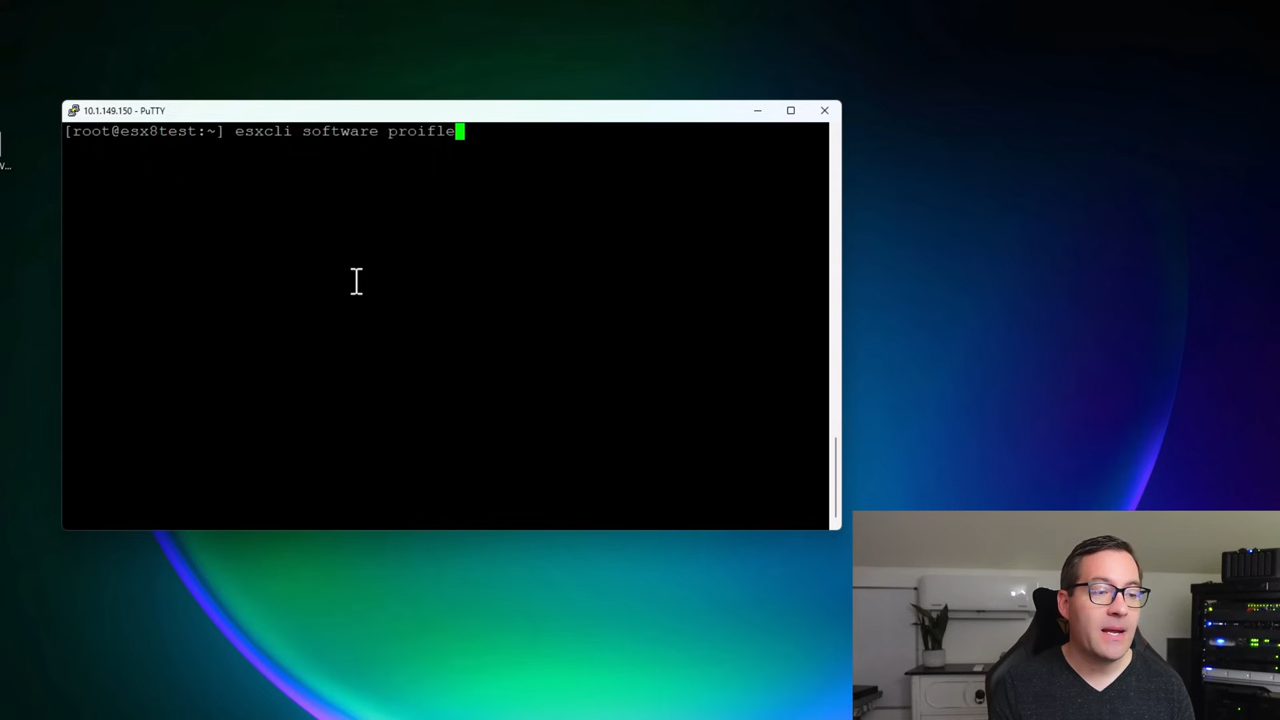 10.1.149.150 - PuTTY
[root@esx8test:~] esxcli software proifle